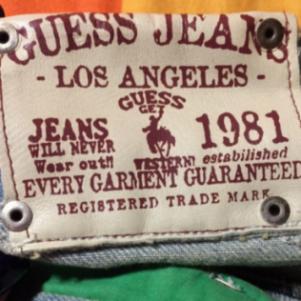 GUESS JEANS
- LOS ANGELES -
GUESS
GET
JEANS
WILL NEVER
Wear out!!
WESTERN!
1981
established
EVERY GARMENT GUARANTEED
REGISTERED TRADE MARK